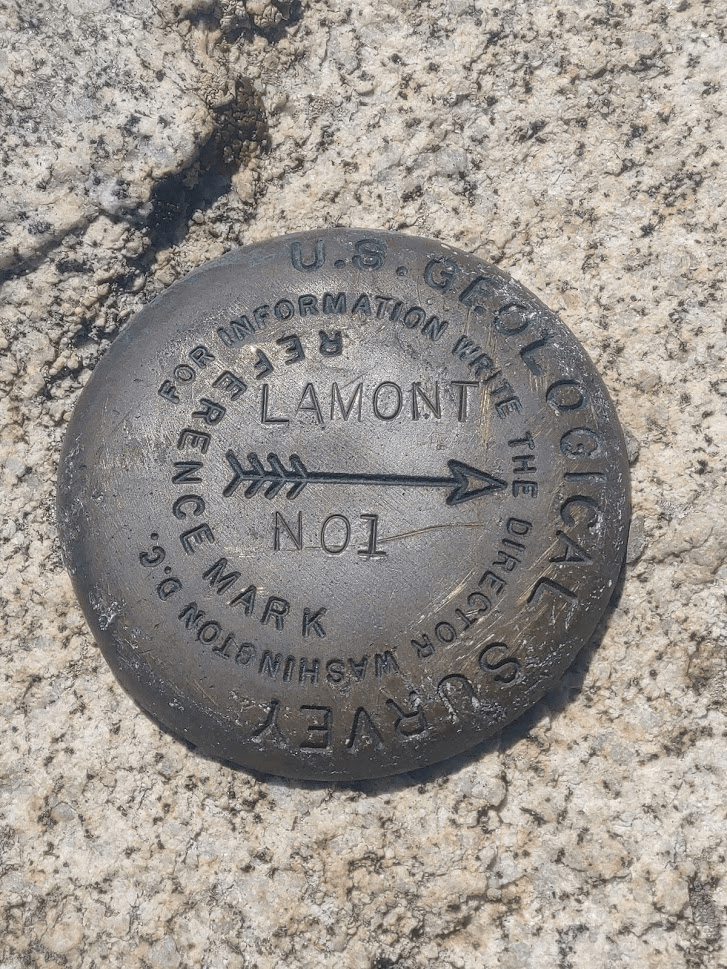 U.S. GEOLOGICAL SURVEY
FOR INFORMATION WRITE THE DIRECTOR WASHINGTON D.C.
REFERENCE MARK
LAMONT
NO1